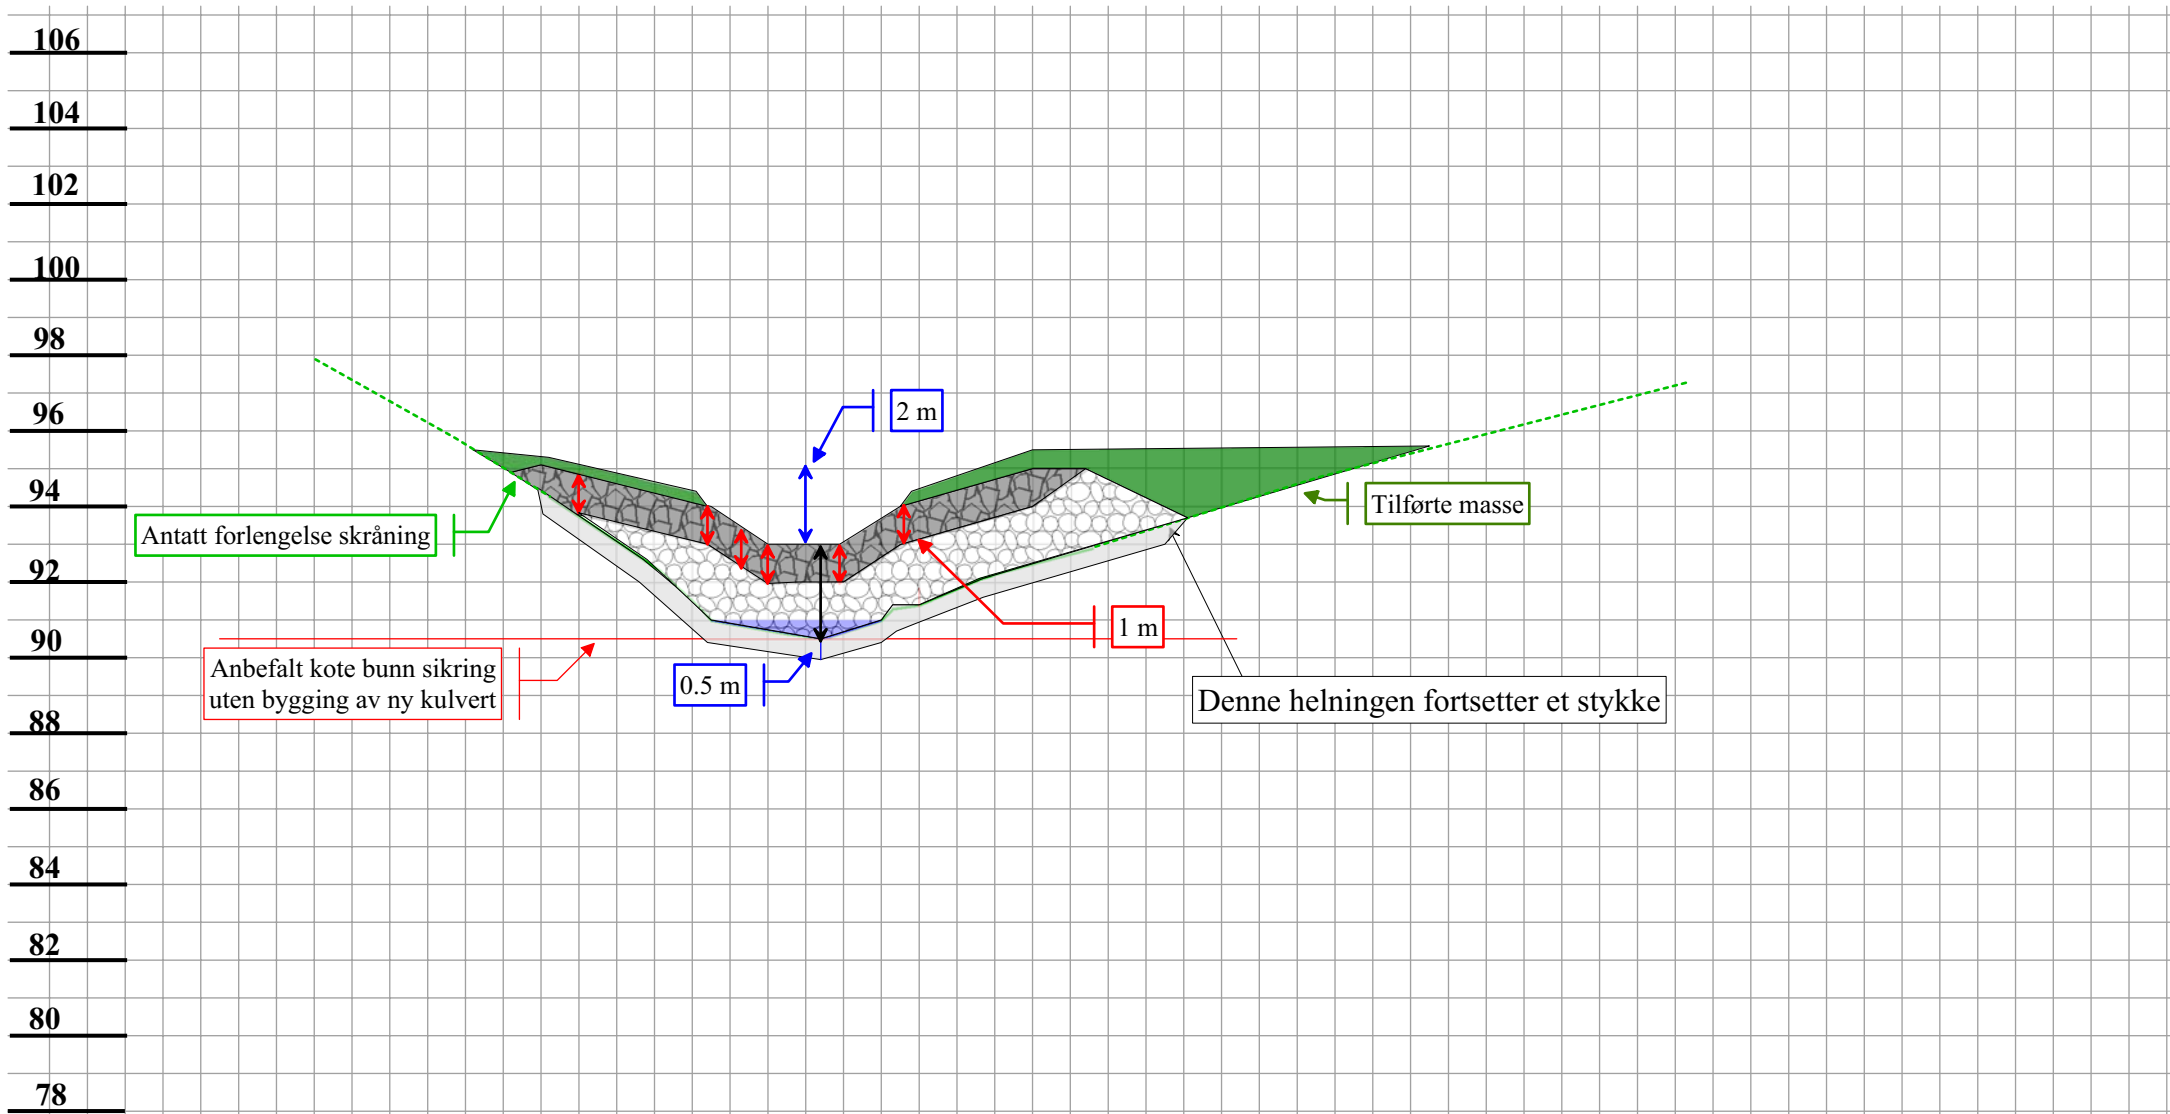 106
104
102
100
98
96
2 m
94
Tilførte masse
Antatt forlengelse skråning
92
1 m
90
Anbefalt kote bunn sikring
uten bygging av ny kulvert
0.5 m
Denne helningen fortsetter et stykke
88
86
84
82
80
78